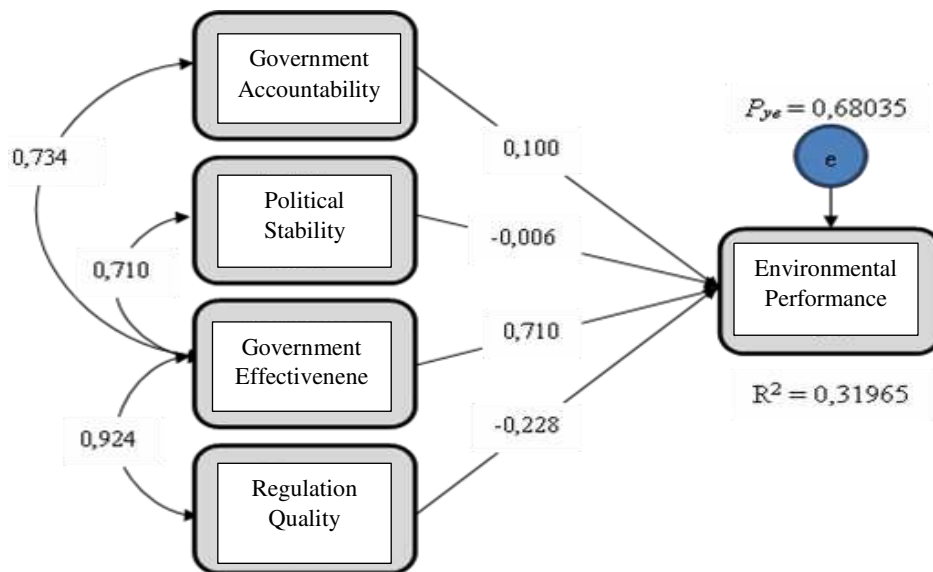 Government
Accountability
Political
Stability
Government
Effectivenene
Regulation
Quality
0,734
0,710
0,924
0,100
-0,006
0,710
-0,228
Pye = 0,68035
e
Environmental
Performance
R² = 0,31965